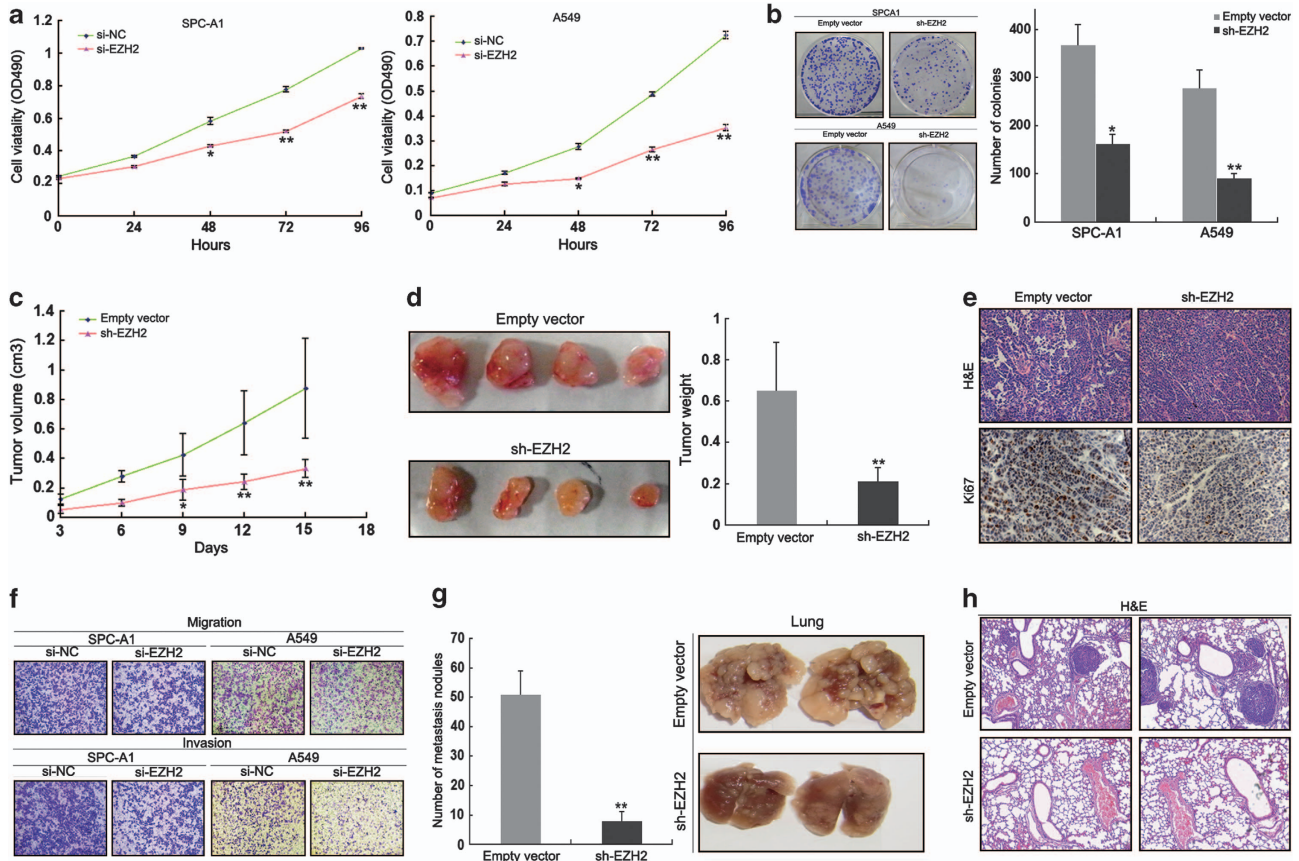 a
SPC-A1
si-NC
si-EZH2
Cell viatality (OD490)
1.2
1
0.8
0.6
0.4
0.2
0
*
**
**
0 24 48 72 96
Hours
A549
si-NC
si-EZH2
Cell viatality (OD490)
0.8
0.7
0.6
0.5
0.4
0.3
0.2
0.1
0
*
**
**
0 24 48 72 96
Hours
b
SPCA1
Empty vector sh-EZH2
A549
Empty vector sh-EZH2
Empty vector
sh-EZH2
Number of colonies
400
300
200
100
0
*
**
SPC-A1 A549
c
Empty vector
sh-EZH2
Tumor volume (cm3)
1.4
1.2
1
0.8
0.6
0.4
0.2
0
*
**
**
3 6 9 12 15 18
Days
d
Empty vector
sh-EZH2
Tumor weight
1
0.8
0.6
0.4
0.2
0
**
Empty vector sh-EZH2
e
Empty vector sh-EZH2
H&E
Ki67
f
Migration
SPC-A1 A549
si-NC si-EZH2 si-NC si-EZH2
Invasion
SPC-A1 A549
si-NC si-EZH2 si-NC si-EZH2
g
Number of metastasis nodules
70
60
50
40
30
20
10
0
**
Empty vector sh-EZH2
Lung
Empty vector
sh-EZH2
h
H&E
Empty vector
sh-EZH2